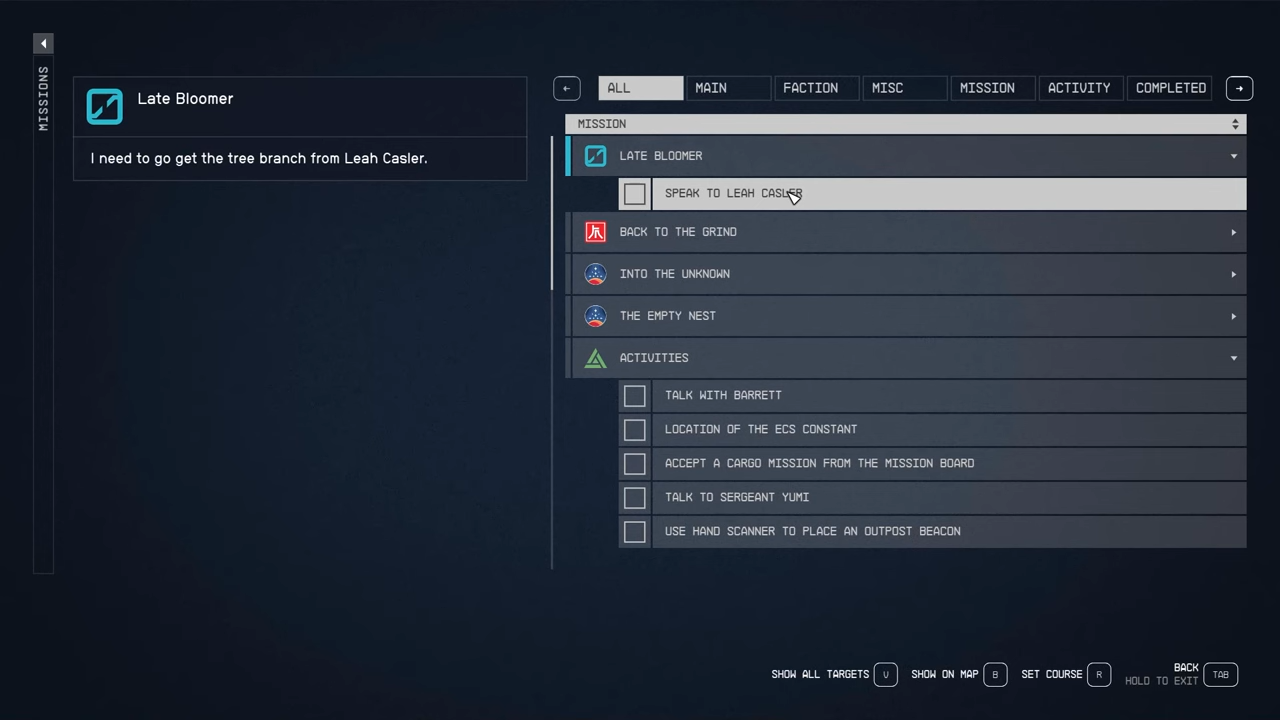 MISSIONS
Late Bloomer
I need to go get the tree branch from Leah Casler.
ALL MAIN FACTION MISC MISSION ACTIVITY COMPLETED
MISSION
LATE BLOOMER
SPEAK TO LEAH CASLER
BACK TO THE GRIND
INTO THE UNKNOWN
THE EMPTY NEST
ACTIVITIES
TALK WITH BARRETT
LOCATION OF THE ECS CONSTANT
ACCEPT A CARGO MISSION FROM THE MISSION BOARD
TALK TO SERGEANT YUMI
USE HAND SCANNER TO PLACE AN OUTPOST BEACON
SHOW ALL TARGETS V SHOW ON MAP B SET COURSE R BACK TAB
HOLD TO EXIT